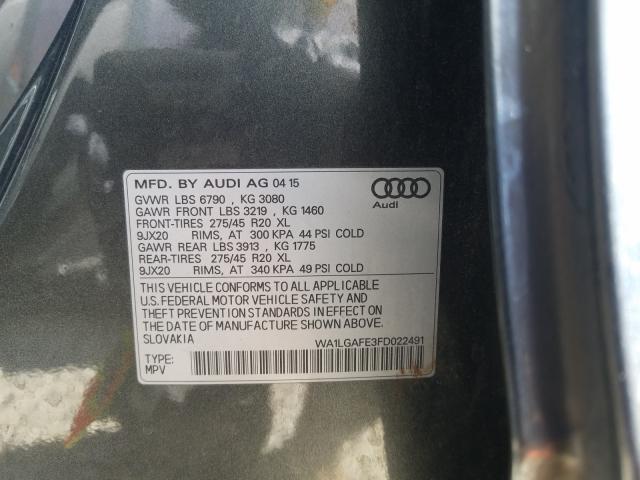 MFD. BY AUDI AG 04 15
GVWR LBS 6790 , KG 3080
GAWR FRONT LBS 3219 , KG 1460
FRONT-TIRES 275/45 R20 XL
9JX20 RIMS, AT 300 KPA 44 PSI COLD
GAWR REAR LBS 3913 , KG 1775
REAR-TIRES 275/45 R20 XL
9JX20 RIMS, AT 340 KPA 49 PSI COLD
Audi
THIS VEHICLE CONFORMS TO ALL APPLICABLE
U.S. FEDERAL MOTOR VEHICLE SAFETY AND
THEFT PREVENTION STANDARDS IN EFFECT ON
THE DATE OF MANUFACTURE SHOWN ABOVE.
SLOVAKIA
WA1LGAFE3FD022491
TYPE:
MPV